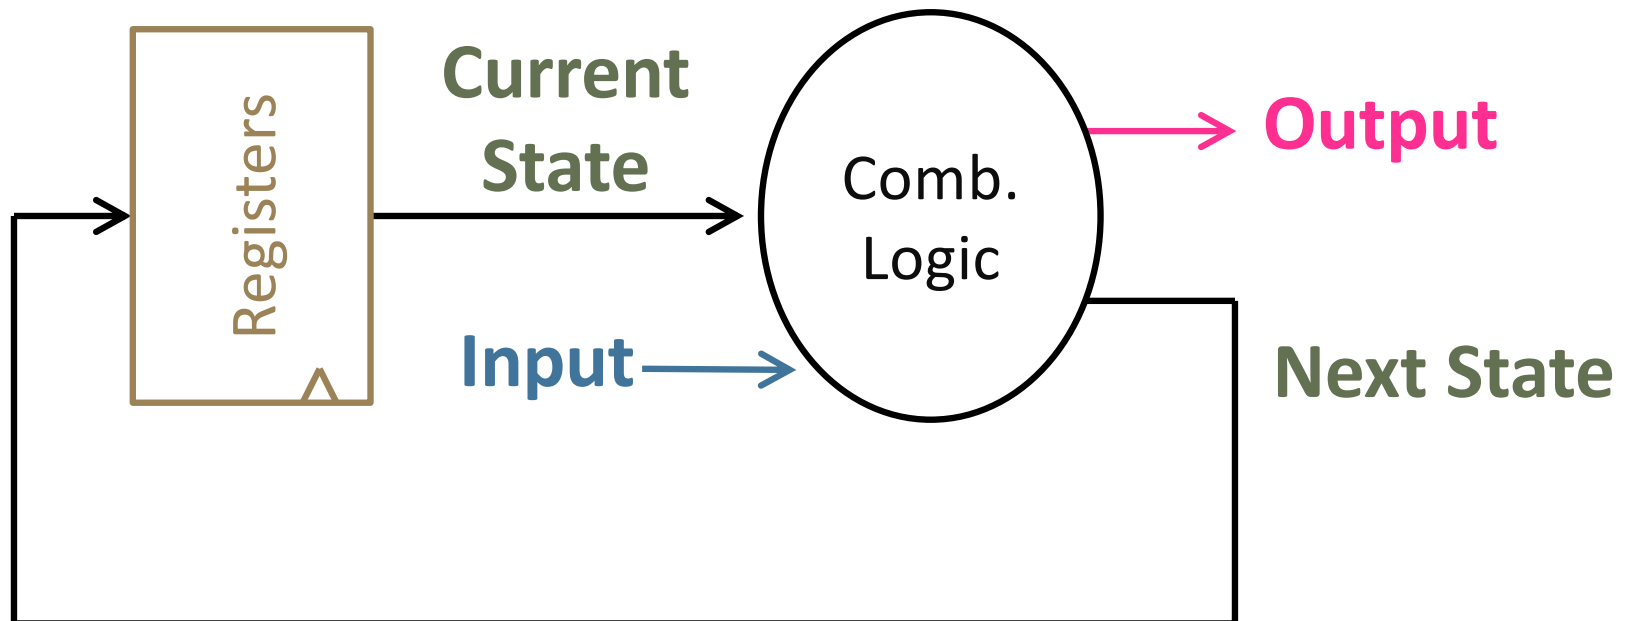 Registers
Current
State
Input
Comb.
Logic
Output
Next State